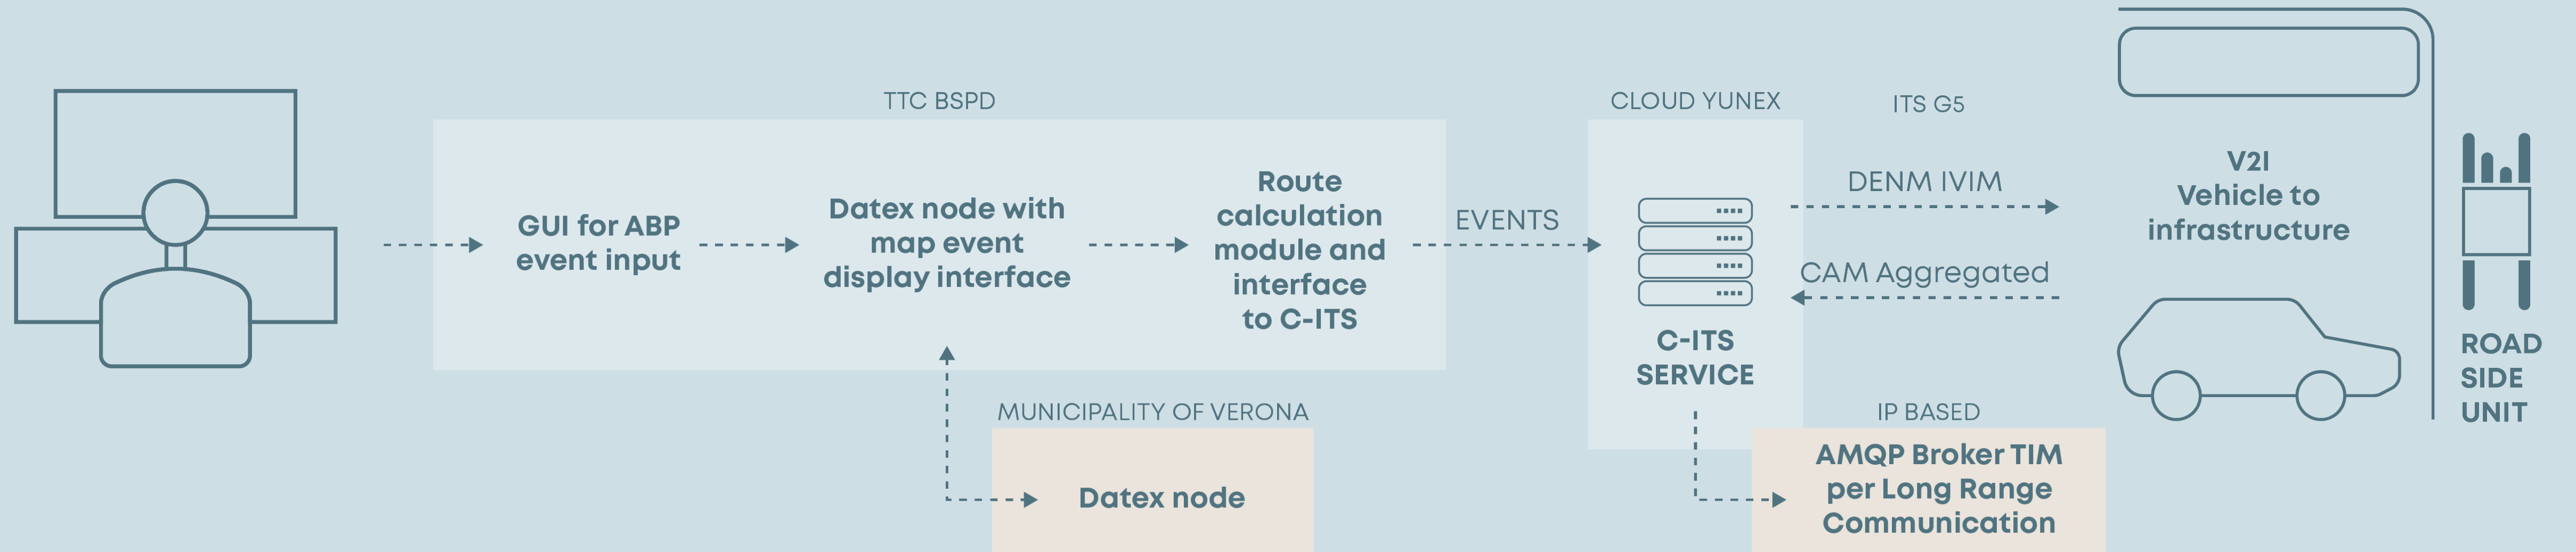 TTC BSPD
GUI for ABP
event input
Datex node with
map event
display interface
Route
calculation
module and
interface
to C-ITS
EVENTS
CLOUD YUNEX
C-ITS
SERVICE
ITS G5
DENM IVIM
CAM Aggregated
V2I
Vehicle to
infrastructure
ROAD
SIDE
UNIT
MUNICIPALITY OF VERONA
Datex node
IP BASED
AMQP Broker TIM
per Long Range
Communication